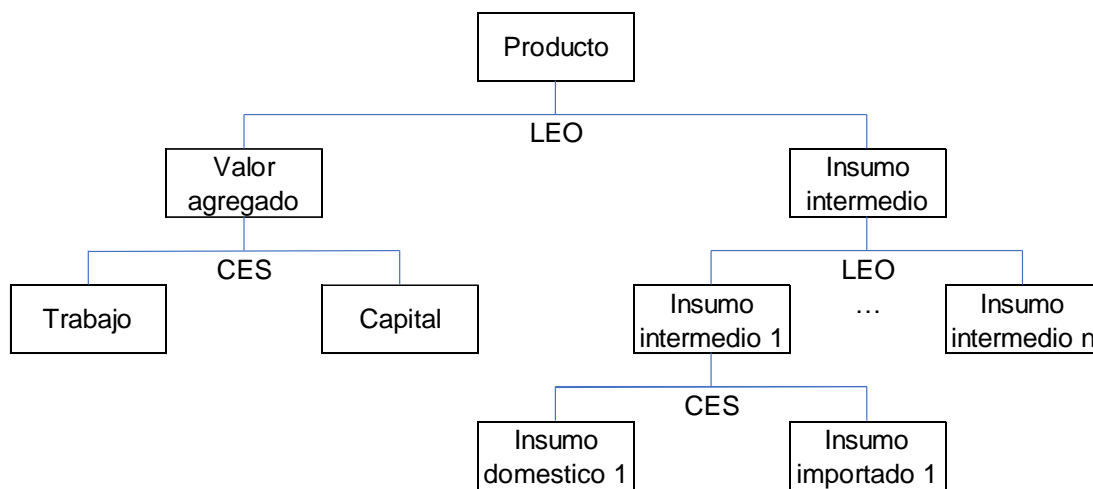 Producto
LEO
Valor
agregado
Insumo
intermedio
CES
LEO
Trabajo
Capital
Insumo
intermedio 1
…
Insumo
intermedio n
CES
Insumo
domestico 1
Insumo
importado 1